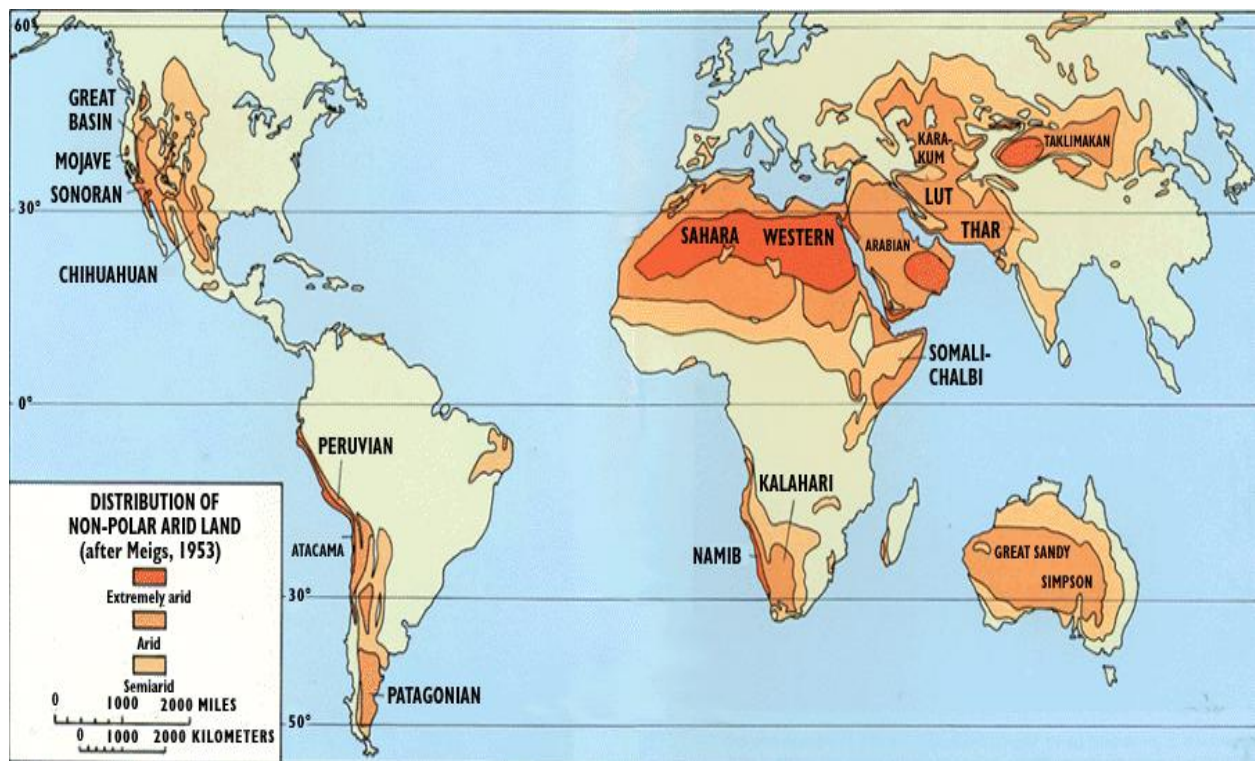 60°
GREAT
BASIN
MOJAVE
SONORAN
30°
CHIHUAHUAN
0°
PERUVIAN
ATACAMA
30°
PATAGONIAN
50°
KARA-
KUM
TAKLIMAKAN
LUT
THAR
SAHARA
WESTERN
ARABIAN
SOMALI-
CHALBI
KALAHARI
NAMIB
GREAT SANDY
SIMPSON
DISTRIBUTION OF
NON-POLAR ARID LAND
(after Meigs, 1953)
Extremely arid
Arid
Semiarid
0 1000 2000 MILES
0 1000 2000 KILOMETERS